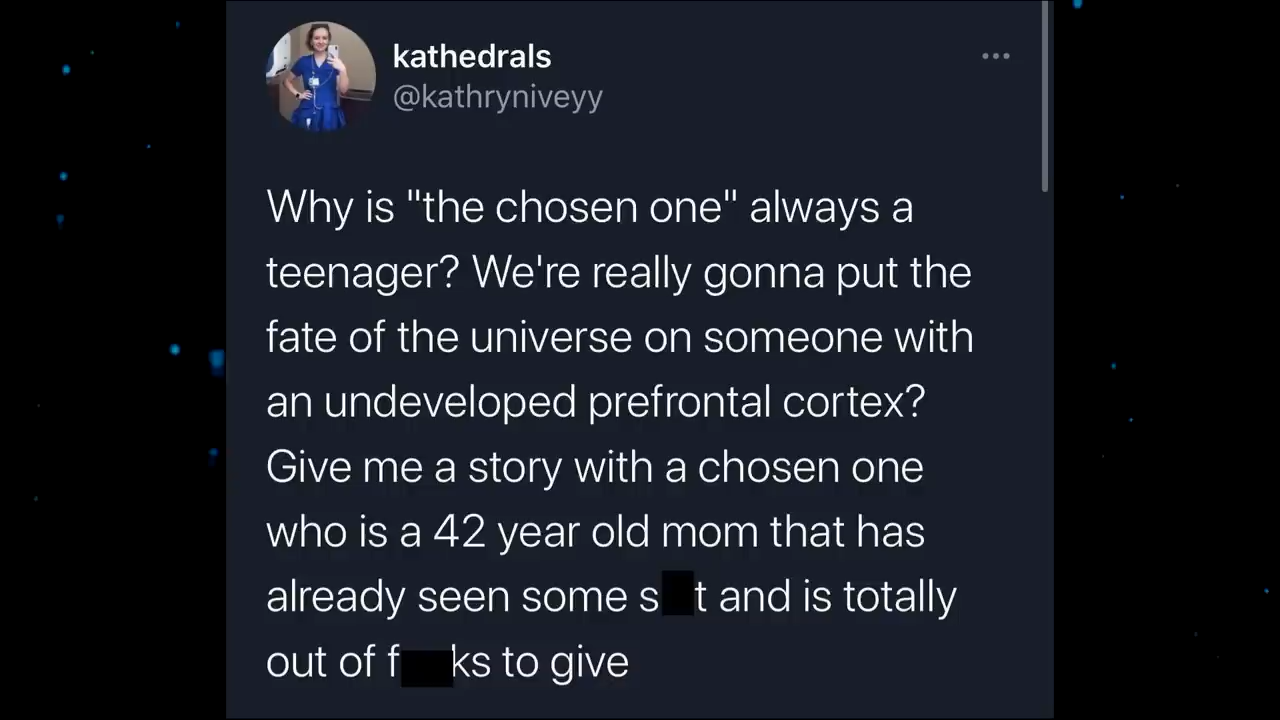 kathedrals
@kathryniveyy
Why is "the chosen one" always a
teenager? We're really gonna put the
fate of the universe on someone with
an undeveloped prefrontal cortex?
Give me a story with a chosen one
who is a 42 year old mom that has
already seen some s t and is totally
out of f ks to give